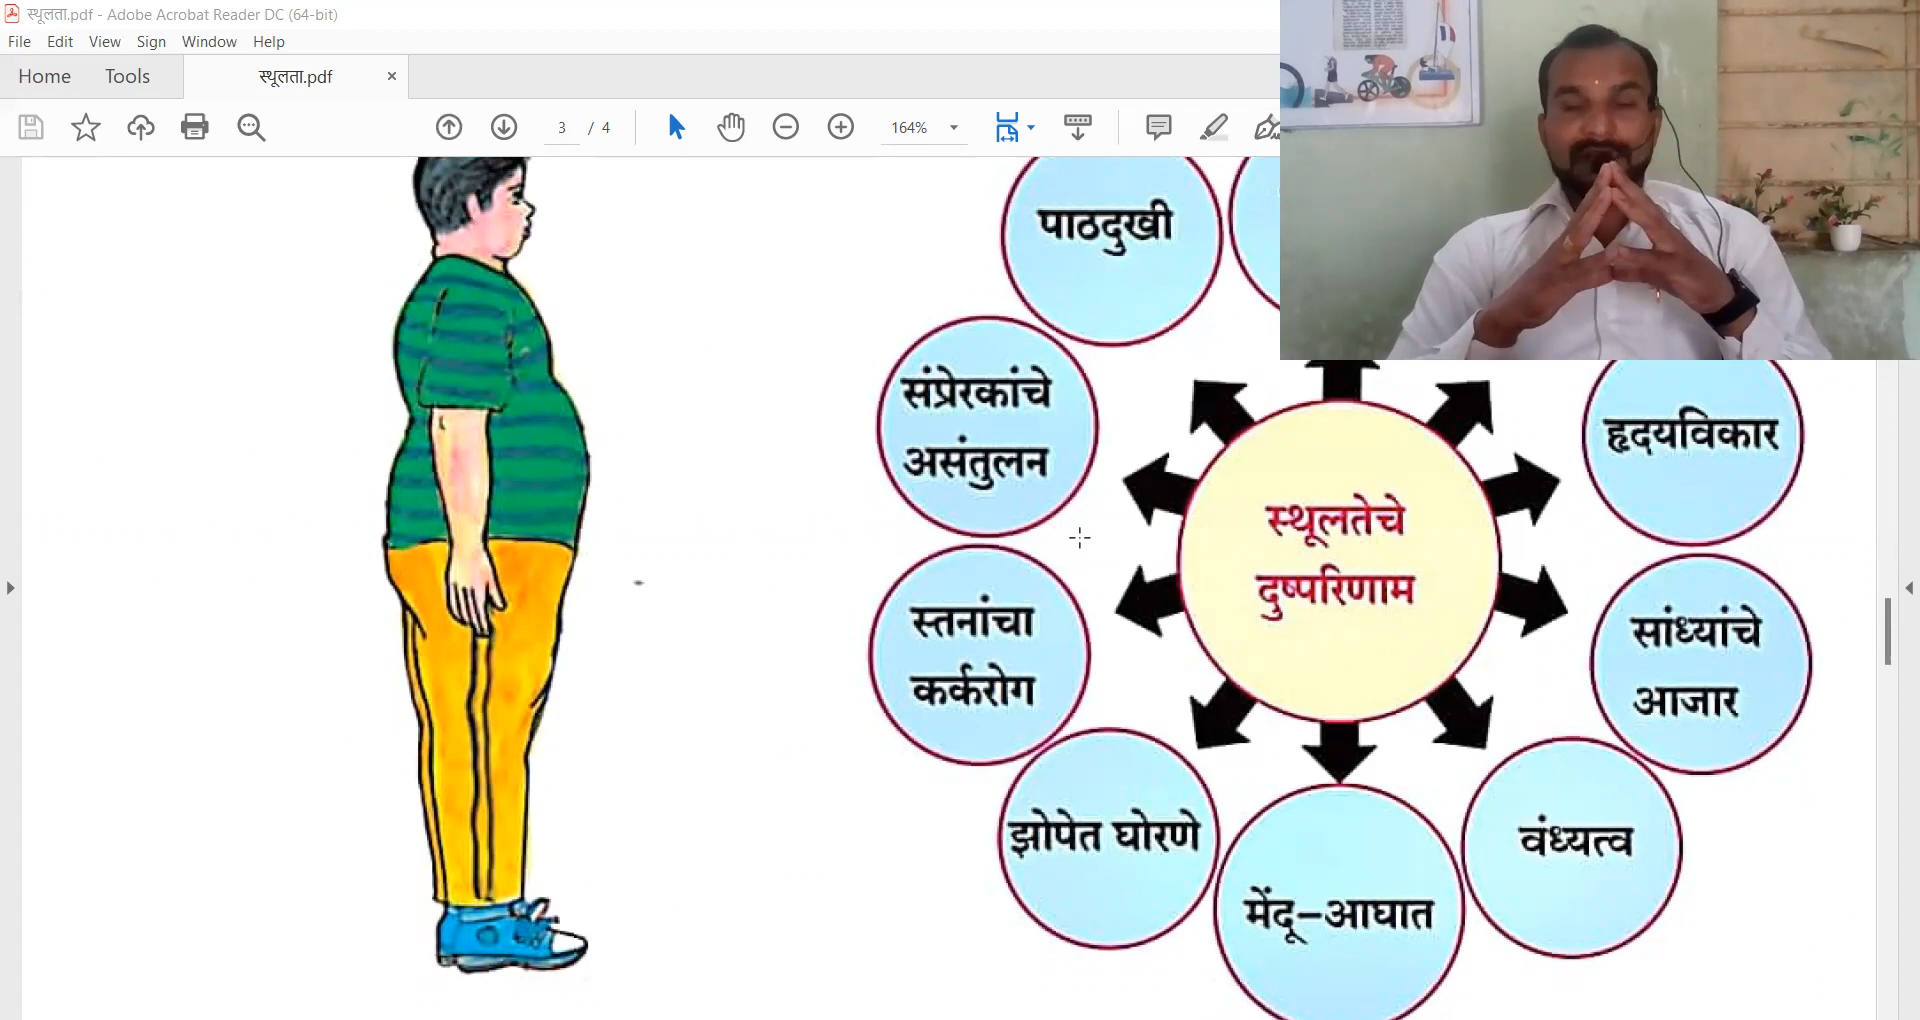 स्थूलता.pdf - Adobe Acrobat Reader DC (64-bit)
File Edit View Sign Window Help
Home Tools स्थूलता.pdf ×
3 / 4 164%
पाठदुखी
संप्रेरकांचे
असंतुलन
हृदयविकार
स्थूलतेचे
दुष्परिणाम
स्तनांचा
कर्करोग
सांध्यांचे
आजार
झोपेत घोरणे
वंध्यत्व
मेंदू–आघात